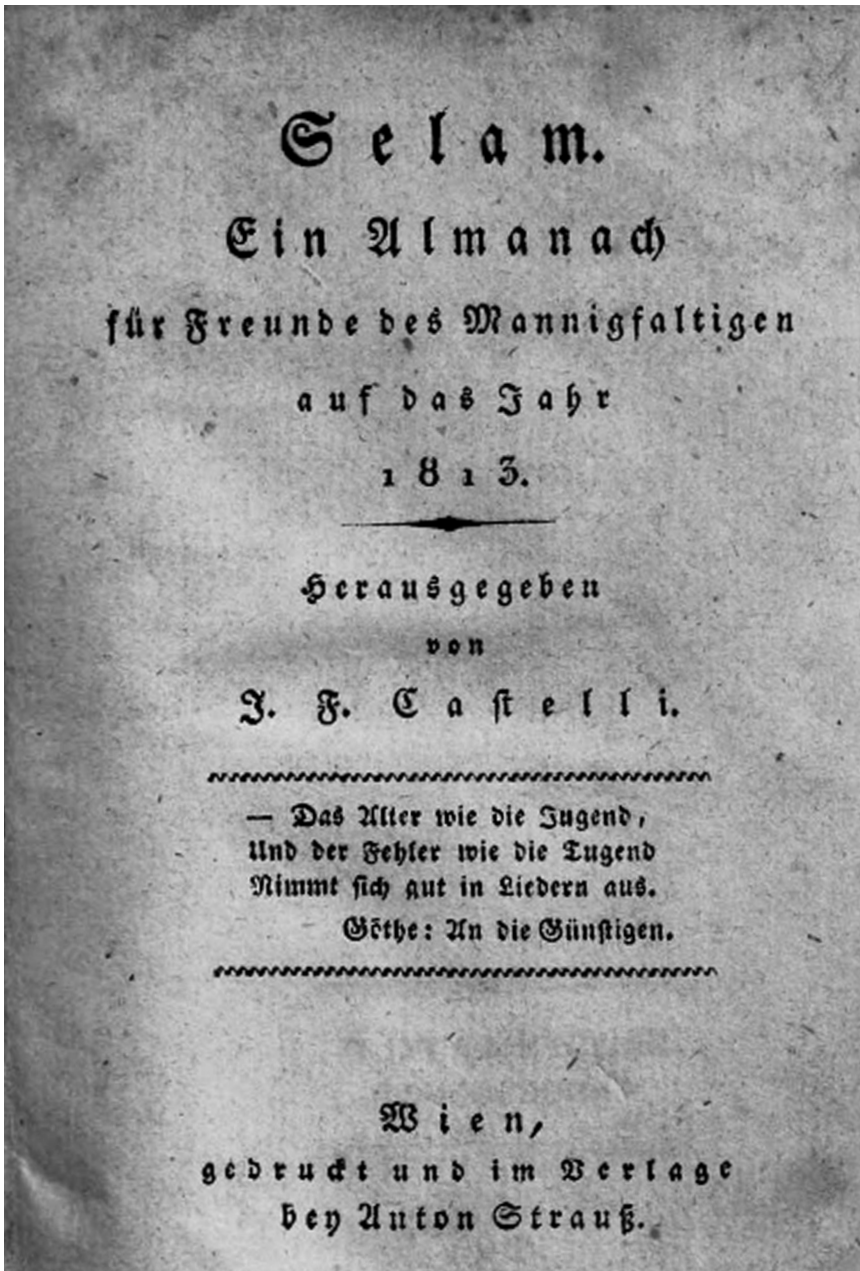 Selam.
Ein Almanach
für Freunde des Mannigfaltigen
auf das Jahr
1813.
Herausgegeben
von
J. F. Castelli.
— Das Alter wie die Jugend,
Und der Fehler wie die Tugend
Nimmt sich gut in Liedern aus.
Göthe: An die Günstigen.
Wien,
gedruckt und im Verlage
bey Anton Strauß.